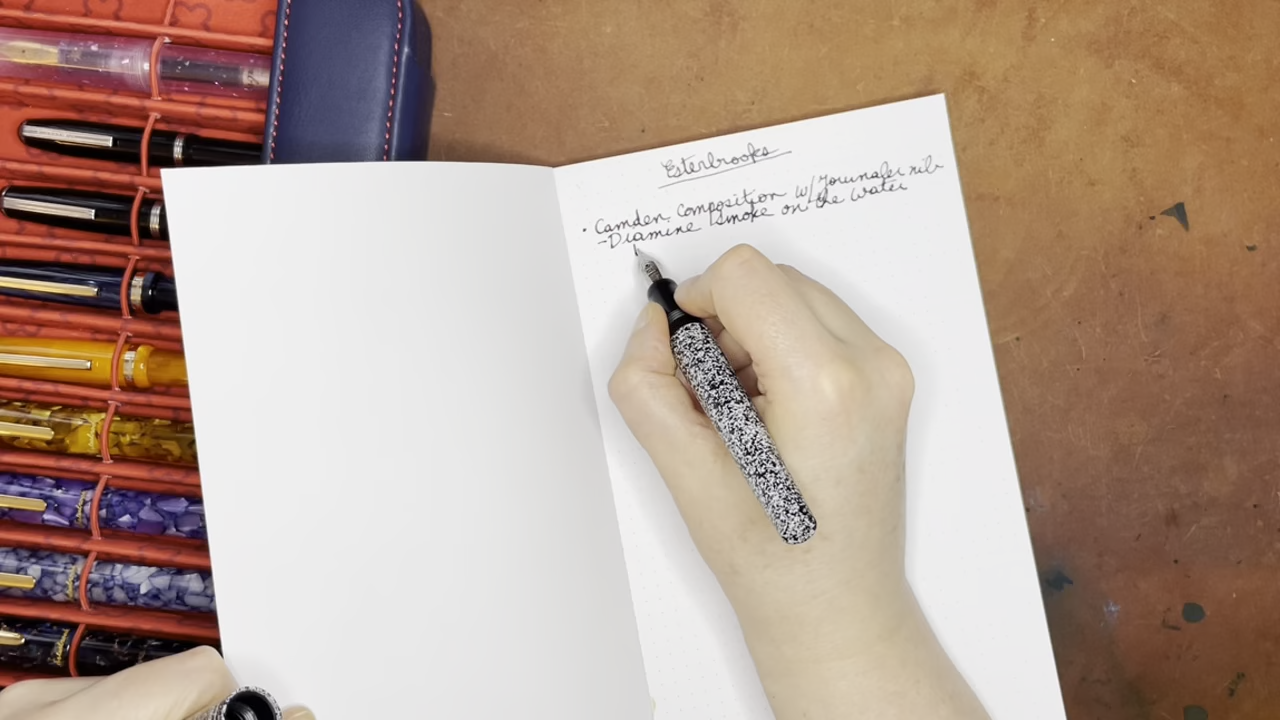 Esterbrooks
• Camden Composition w/ Journaler nib
- Diamine Smoke on the Water